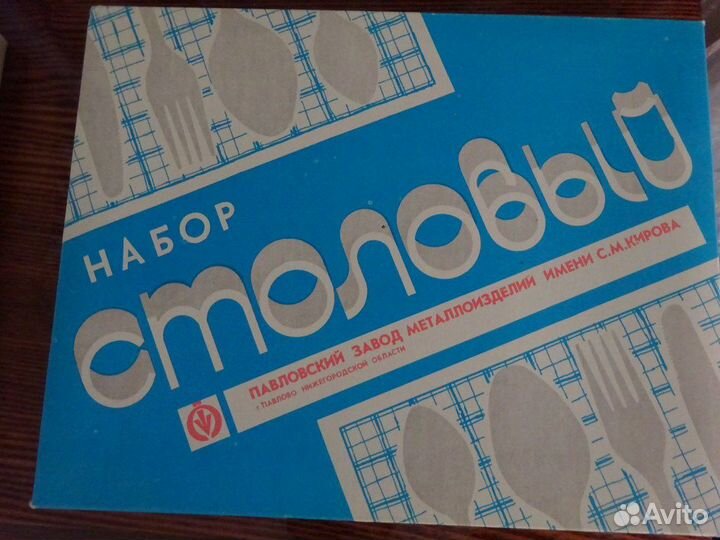 НАБОР
СТОЛОВЫЙ
ПАВЛОВСКИЙ ЗАВОД МЕТАЛЛОИЗДЕЛИЙ ИМЕНИ С.М.КИРОВА
г ПАВЛОВО НИЖЕГОРОДСКОЙ ОБЛАСТИ
Avito